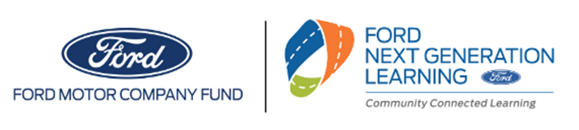 Ford
FORD MOTOR COMPANY FUND
FORD
NEXT GENERATION
LEARNING
Ford
Community Connected Learning